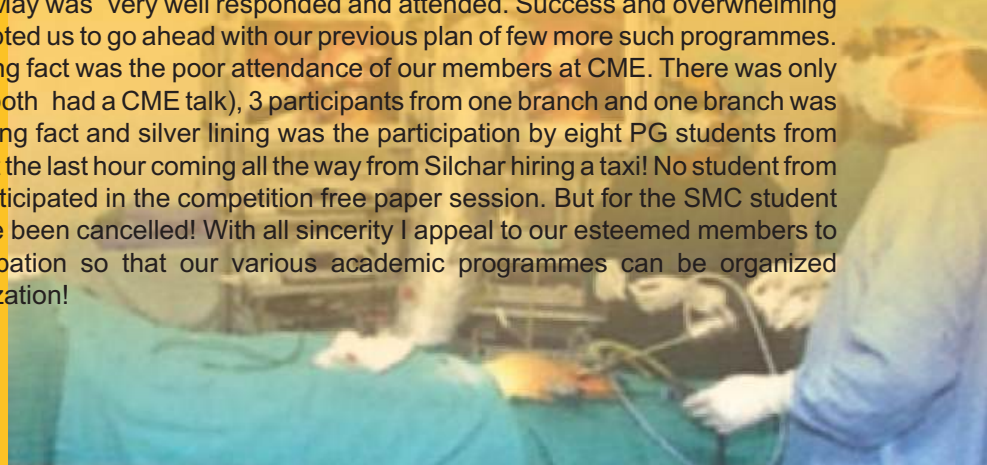 May was very well responded and attended. Success and overwhelming
pted us to go ahead with our previous plan of few more such programmes.
ng fact was the poor attendance of our members at CME. There was only
both had a CME talk), 3 participants from one branch and one branch was
ng fact and silver lining was the participation by eight PG students from
the last hour coming all the way from Silchar hiring a taxi! No student from
ticipated in the competition free paper session. But for the SMC student
e been cancelled! With all sincerity I appeal to our esteemed members to
pation so that our various academic programmes can be organized
zation!